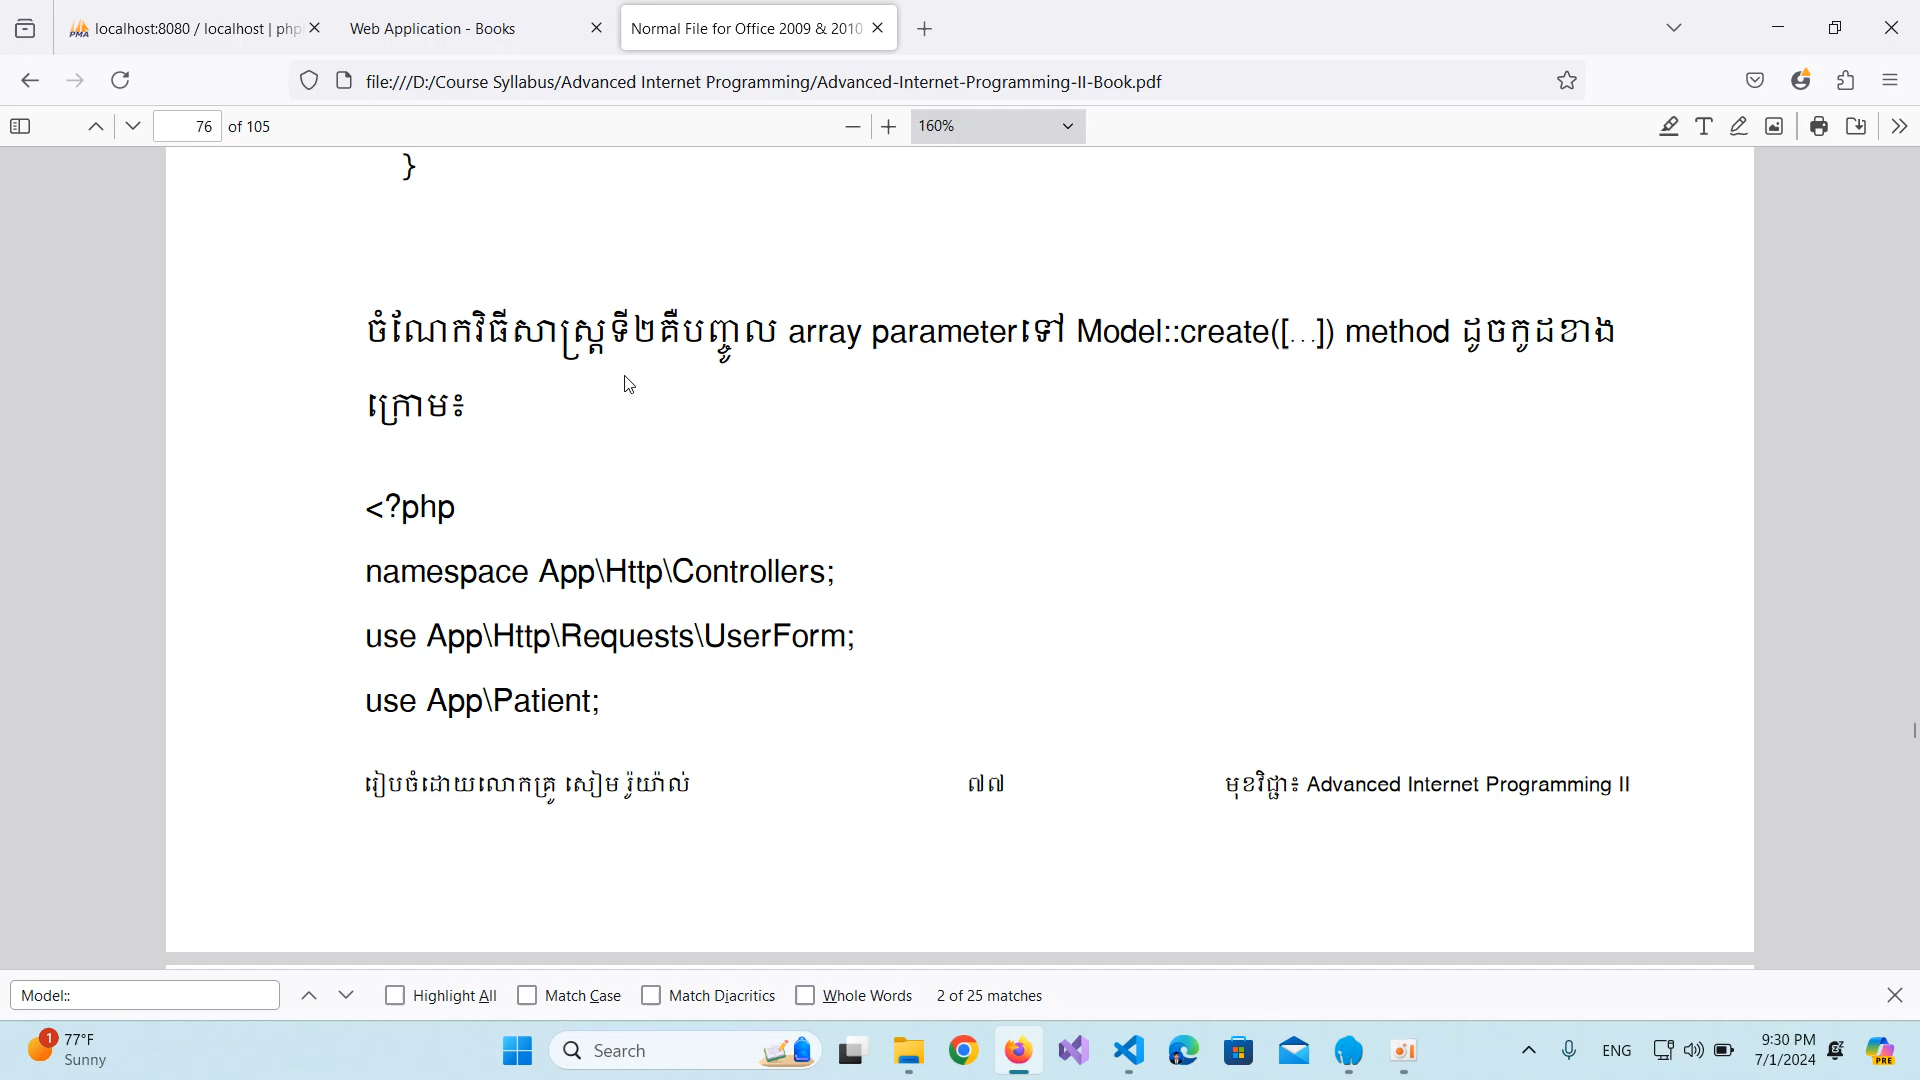 localhost:8080 / localhost | php
Web Application - Books
Normal File for Office 2009 & 2010
file:///D:/Course Syllabus/Advanced Internet Programming/Advanced-Internet-Programming-II-Book.pdf
76 of 105
160%
}
ចំណែកវិធីសាស្ត្រទី២គឺបញ្ចូល array parameterទៅ Model::create([…]) method ដូចកូដខាង
ក្រោម៖
<?php
namespace App\Http\Controllers;
use App\Http\Requests\UserForm;
use App\Patient;
រៀបចំដោយលោកគ្រូ សៀម រ៉ូយ៉ាល់ ៧៧ មុខវិជ្ជា៖ Advanced Internet Programming II
Model:: Highlight All Match Case Match Diacritics Whole Words 2 of 25 matches
1 77°F
Sunny
Search
ENG
9:30 PM
7/1/2024
PRE